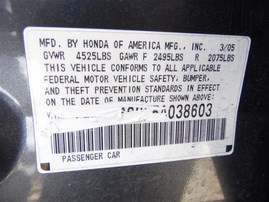 MFD. BY HONDA OF AMERICA MFG., INC. 3/05
GVWR 4525LBS GAWR F 2495LBS R 2075LBS
THIS VEHICLE CONFORMS TO ALL APPLICABLE
FEDERAL MOTOR VEHICLE SAFETY, BUMPER,
AND THEFT PREVENTION STANDARDS IN EFFECT
ON THE DATE OF MANUFACTURE SHOWN ABOVE.
A038603
PASSENGER CAR